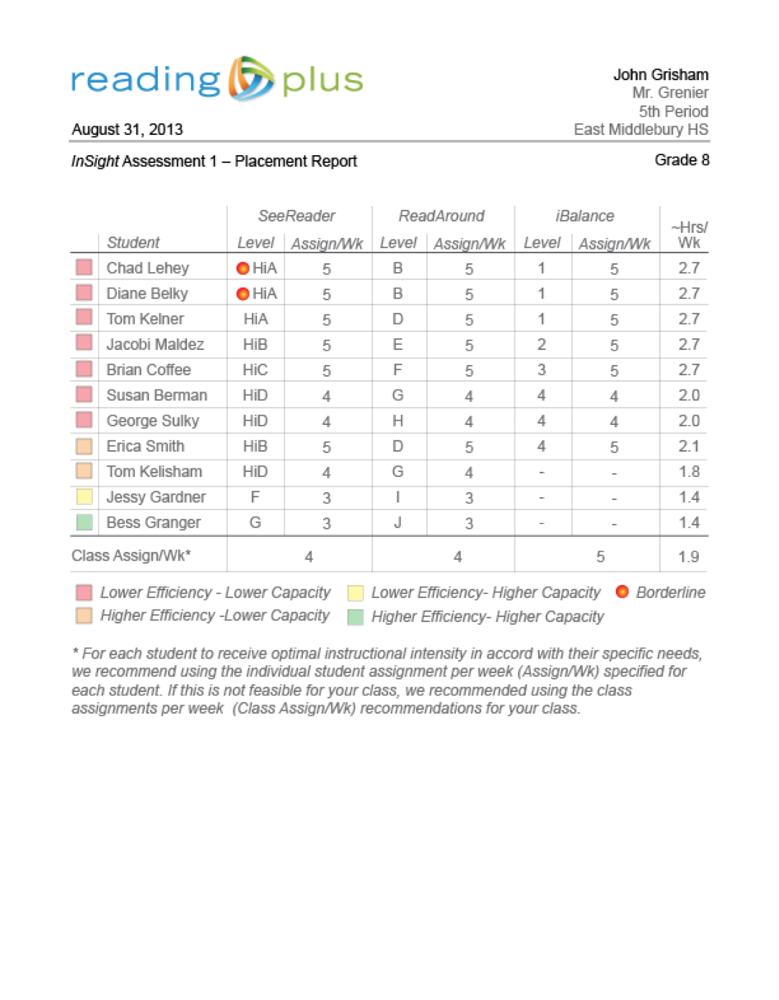 reading plus
John Grisham
Mr. Grenier
5th Period
August 31, 2013 East Middlebury HS
InSight Assessment 1 – Placement Report Grade 8
SeeReader ReadAround iBalance ~Hrs/
Student Level Assign/Wk Level Assign/Wk Level Assign/Wk Wk
Chad Lehey HiA 5 B 5 1 5 2.7
Diane Belky HiA 5 B 5 1 5 2.7
Tom Kelner HiA 5 D 5 1 5 2.7
Jacobi Maldez HiB 5 E 5 2 5 2.7
Brian Coffee HiC 5 F 5 3 5 2.7
Susan Berman HiD 4 G 4 4 4 2.0
George Sulky HiD 4 H 4 4 4 2.0
Erica Smith HiB 5 D 5 4 5 2.1
Tom Kelisham HiD 4 G 4 - - 1.8
Jessy Gardner F 3 I 3 - - 1.4
Bess Granger G 3 J 3 - - 1.4
Class Assign/Wk* 4 4 5 1.9
Lower Efficiency - Lower Capacity Lower Efficiency- Higher Capacity Borderline
Higher Efficiency -Lower Capacity Higher Efficiency- Higher Capacity
* For each student to receive optimal instructional intensity in accord with their specific needs,
we recommend using the individual student assignment per week (Assign/Wk) specified for
each student. If this is not feasible for your class, we recommended using the class
assignments per week (Class Assign/Wk) recommendations for your class.